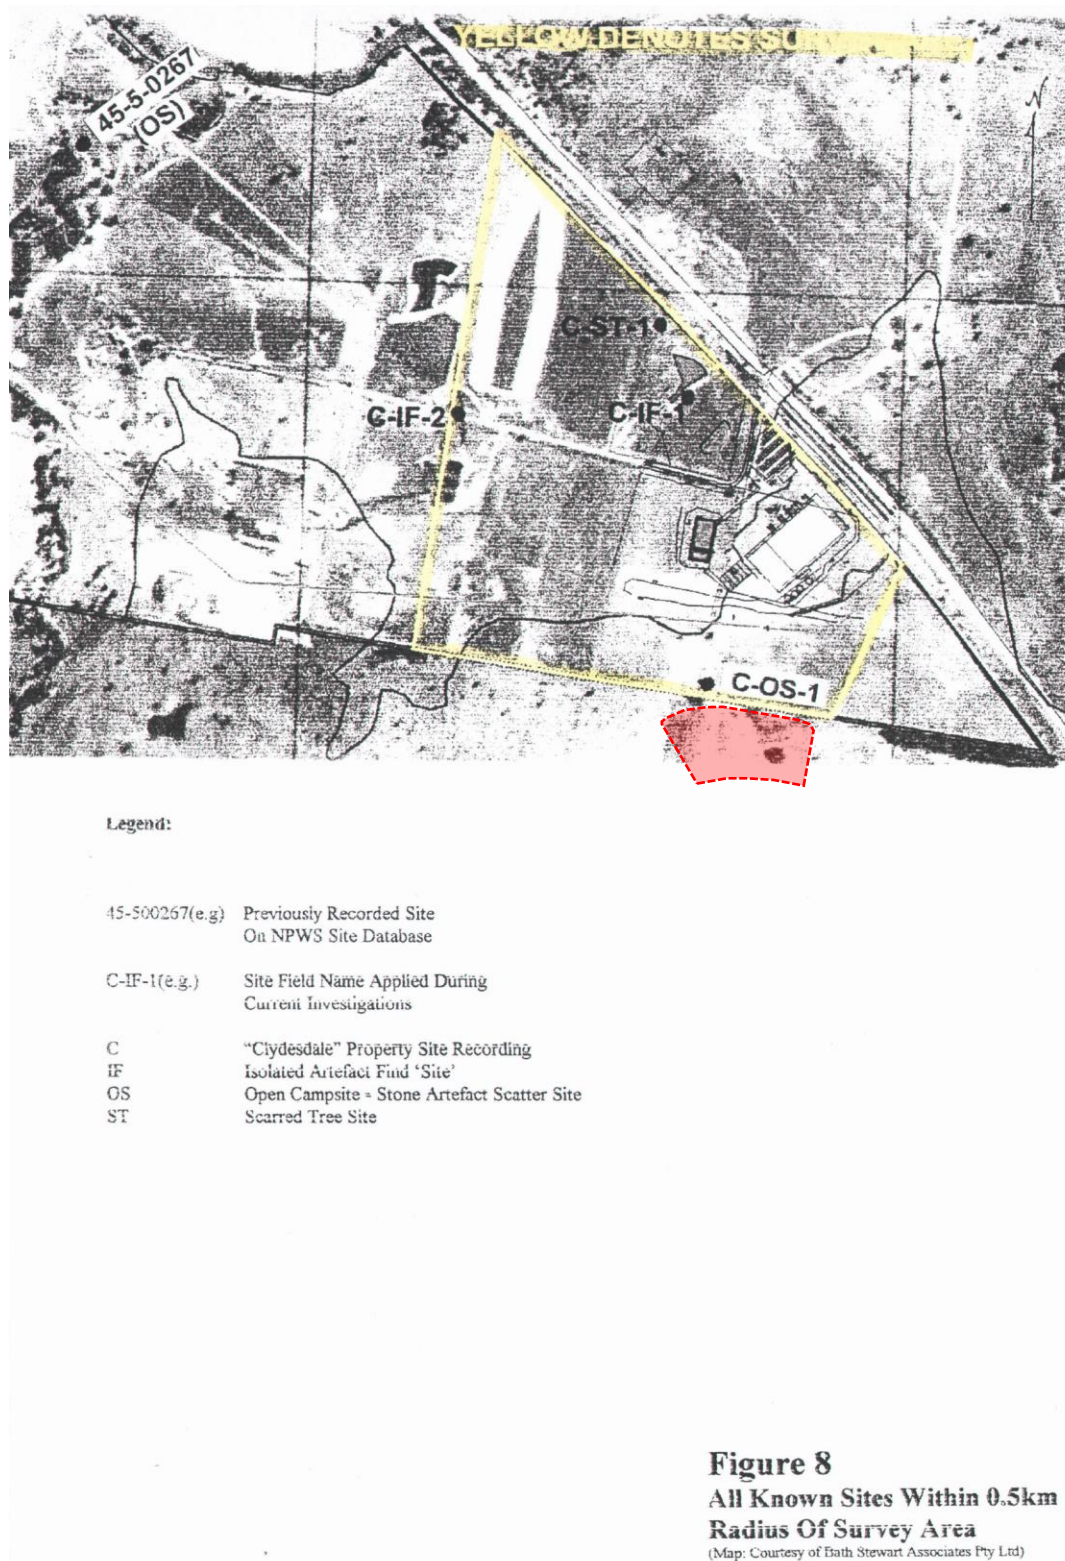 YELLOW DENOTES SU
N
45-5-0267
(OS)
C-ST-1
C-IF-1
C-IF-2
C-OS-1
Legend:
45-500267(e.g) Previously Recorded Site
On NPWS Site Database
C-IF-1(e.g.) Site Field Name Applied During
Current Investigations
C "Clydesdale" Property Site Recording
IF Isolated Artefact Find 'Site'
OS Open Campsite - Stone Artefact Scatter Site
ST Scarred Tree Site
Figure 8
All Known Sites Within 0.5km
Radius Of Survey Area
(Map: Courtesy of Bath Stewart Associates Pty Ltd)